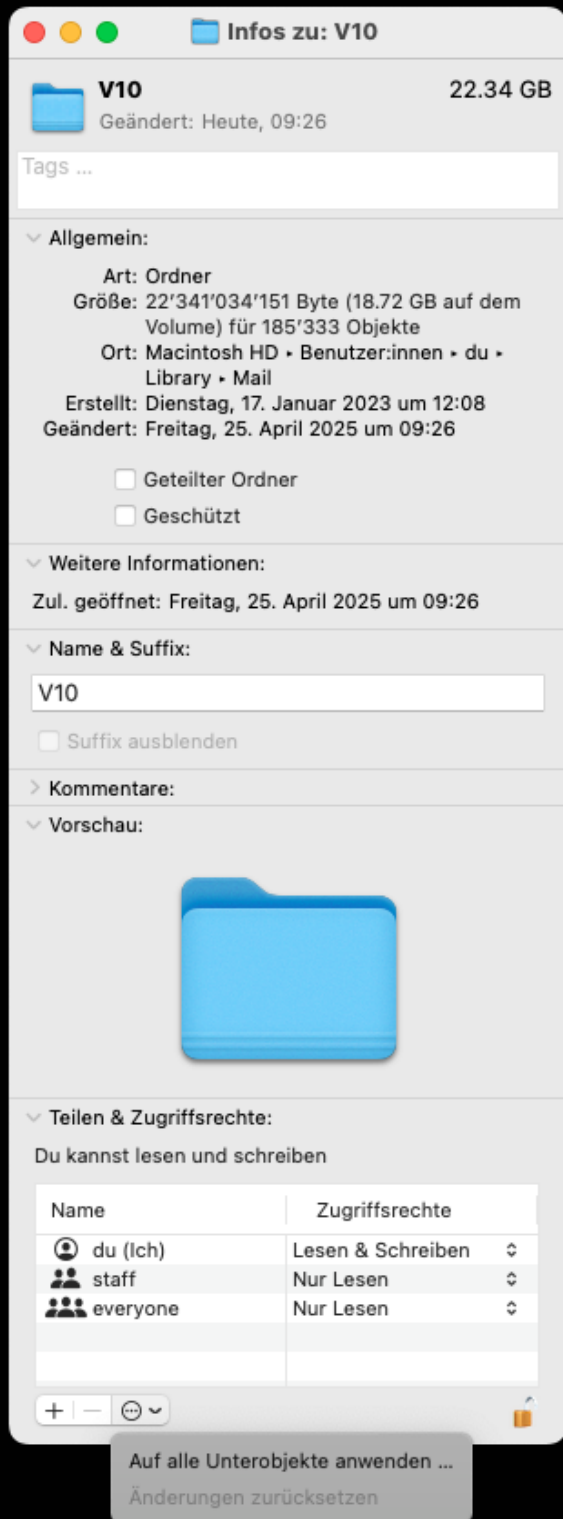 Infos zu: V10
V10 22.34 GB
Geändert: Heute, 09:26
Tags ...
Allgemein:
Art: Ordner
Größe: 22’341’034’151 Byte (18.72 GB auf dem
Volume) für 185’333 Objekte
Ort: Macintosh HD ▸ Benutzer:innen ▸ du ▸
Library ▸ Mail
Erstellt: Dienstag, 17. Januar 2023 um 12:08
Geändert: Freitag, 25. April 2025 um 09:26
Geteilter Ordner
Geschützt
Weitere Informationen:
Zul. geöffnet: Freitag, 25. April 2025 um 09:26
Name & Suffix:
V10
Suffix ausblenden
Kommentare:
Vorschau:
Teilen & Zugriffsrechte:
Du kannst lesen und schreiben
Name Zugriffsrechte
du (Ich) Lesen & Schreiben
staff Nur Lesen
everyone Nur Lesen
Auf alle Unterobjekte anwenden ...
Änderungen zurücksetzen